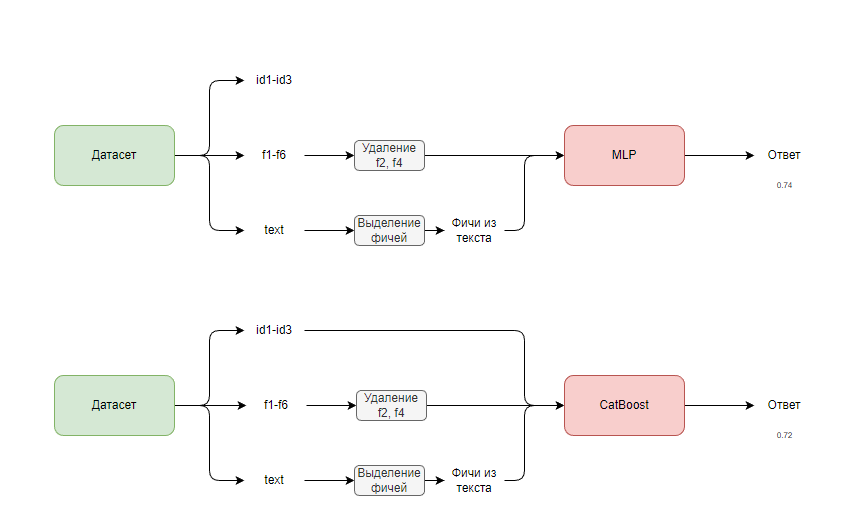 id1-id3
Датасет
f1-f6
Удаление
f2, f4
MLP
Ответ
0.74
text
Выделение
фичей
Фичи из
текста
id1-id3
Датасет
f1-f6
Удаление
f2, f4
CatBoost
Ответ
0.72
text
Выделение
фичей
Фичи из
текста